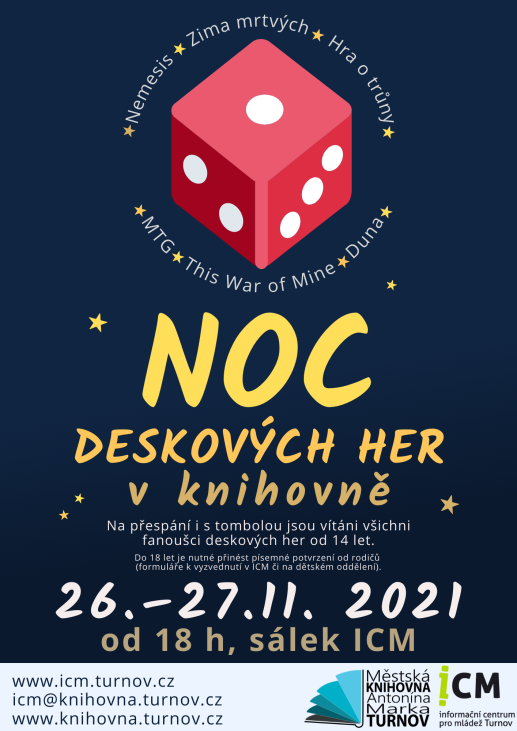 Nemesis ★ Zima mrtvých ★ Hra o trůny
MTG ★ This War of Mine ★ Duna
NOC
DESKOVÝCH HER
v knihovně
Na přespání i s tombolou jsou vítáni všichni
fanoušci deskových her od 14 let.
Do 18 let je nutné přinést písemné potvrzení od rodičů
(formuláře k vyzvednutí v ICM či na dětském oddělení).
26.–27.11. 2021
od 18 h, sálek ICM
www.icm.turnov.cz
icm@knihovna.turnov.cz
www.knihovna.turnov.cz
Městská
KNIHOVNA
Antonína
Marka
TURNOV
iCM
informační centrum
pro mládež Turnov